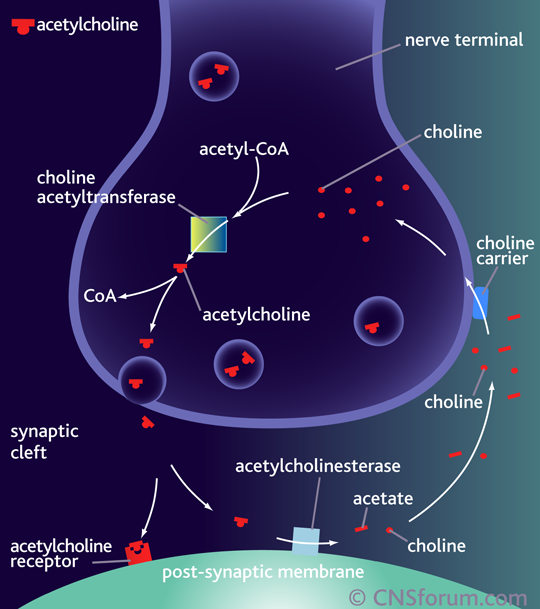 acetylcholine
nerve terminal
choline
acetyl-CoA
choline
acetyltransferase
choline
carrier
CoA
acetylcholine
choline
synaptic
cleft
acetylcholinesterase
acetate
choline
acetylcholine
receptor
post-synaptic membrane
© CNSforum.com